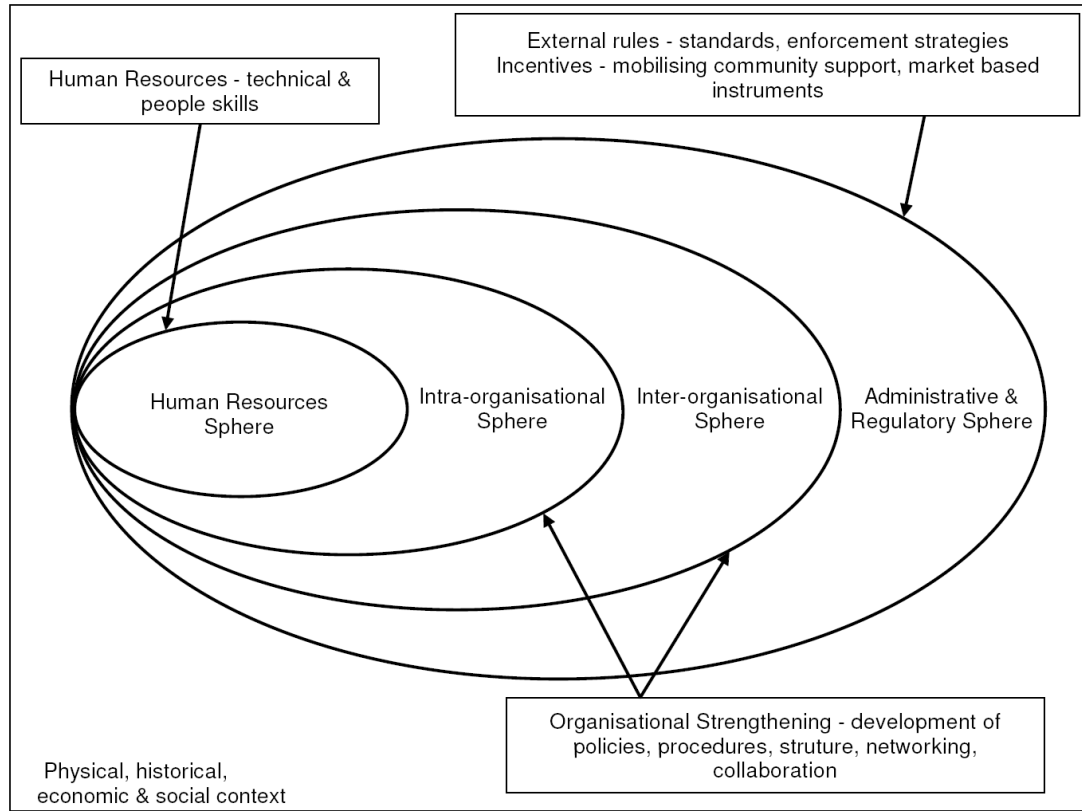 External rules - standards, enforcement strategies
Incentives - mobilising community support, market based
instruments
Human Resources - technical &
people skills
Human Resources
Sphere
Intra-organisational
Sphere
Inter-organisational
Sphere
Administrative &
Regulatory Sphere
Organisational Strengthening - development of
policies, procedures, struture, networking,
collaboration
Physical, historical,
economic & social context